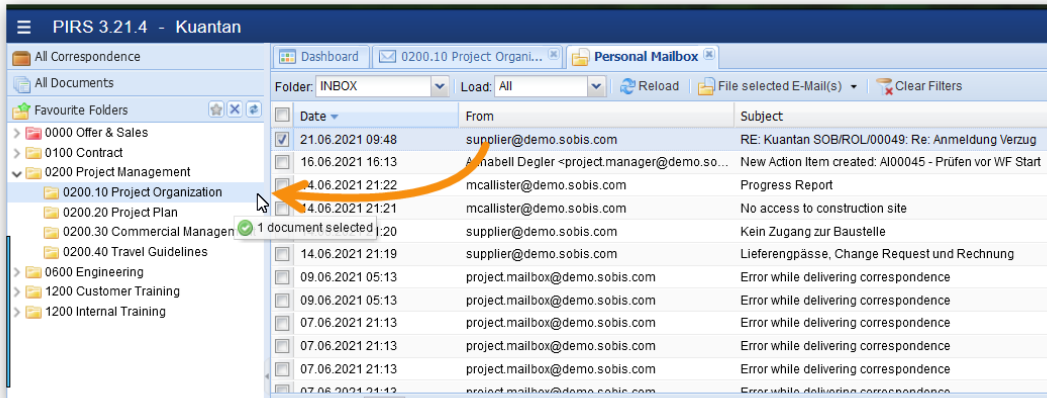 PIRS 3.21.4 - Kuantan
All Correspondence
All Documents
Favourite Folders
0000 Offer & Sales
0100 Contract
0200 Project Management
0200.10 Project Organization
0200.20 Project Plan
0200.30 Commercial Managem
0200.40 Travel Guidelines
0600 Engineering
1200 Customer Training
1200 Internal Training
1 document selected
Dashboard 0200.10 Project Organi... Personal Mailbox
Folder: INBOX Load: All Reload File selected E-Mail(s) Clear Filters
Date From Subject
21.06.2021 09:48 supplier@demo.sobis.com RE: Kuantan SOB/ROL/00049: Re: Anmeldung Verzug
16.06.2021 16:13 Annabell Degler <project.manager@demo.so... New Action Item created: AI00045 - Prüfen vor WF Start
14.06.2021 21:22 mcallister@demo.sobis.com Progress Report
14.06.2021 21:21 mcallister@demo.sobis.com No access to construction site
:20 supplier@demo.sobis.com Kein Zugang zur Baustelle
14.06.2021 21:19 supplier@demo.sobis.com Lieferengpässe, Change Request und Rechnung
09.06.2021 05:13 project.mailbox@demo.sobis.com Error while delivering correspondence
09.06.2021 05:13 project.mailbox@demo.sobis.com Error while delivering correspondence
07.06.2021 21:13 project.mailbox@demo.sobis.com Error while delivering correspondence
07.06.2021 21:13 project.mailbox@demo.sobis.com Error while delivering correspondence
07.06.2021 21:13 project.mailbox@demo.sobis.com Error while delivering correspondence
07.06.2021 21:13 project.mailbox@demo.sobis.com Error while delivering correspondence